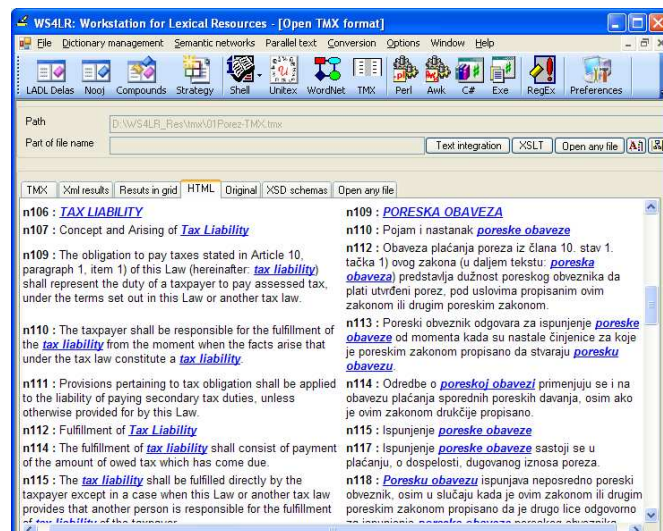 WS4LR: Workstation for Lexical Resources - [Open TMX format]
File Dictionary management Semantic networks Parallel text Conversion Options Window Help
LADL Delas Nooj Compounds Strategy Shell Unitex WordNet TMX Perl Awk C# Exe RegEx Preferences
Path D:\WS4LR_Res\tmx\01Porez-TMX.tmx
Part of file name Text integration XSLT Open any file
TMX Xml results Resuts in grid HTML Original XSD schemas Open any file
n106 : TAX LIABILITY
n107 : Concept and Arising of Tax Liability
n109 : The obligation to pay taxes stated in Article 10,
paragraph 1, item 1) of this Law (hereinafter: tax liability)
shall represent the duty of a taxpayer to pay assessed tax,
under the terms set out in this Law or another tax law.
n110 : The taxpayer shall be responsible for the fulfillment of
the tax liability from the moment when the facts arise that
under the tax law constitute a tax liability.
n111 : Provisions pertaining to tax obligation shall be applied
to the liability of paying secondary tax duties, unless
otherwise provided for by this Law.
n112 : Fulfillment of Tax Liability
n114 : The fulfillment of tax liability shall consist of payment
of the amount of owed tax which has come due.
n115 : The tax liability shall be fulfilled directly by the
taxpayer except in a case when this Law or another tax law
provides that another person is responsible for the fulfillment
of tax liability of the taxpayer
n109 : PORESKA OBAVEZA
n110 : Pojam i nastanak poreske obaveze
n112 : Obaveza plaćanja poreza iz člana 10. stav 1.
tačka 1) ovog zakona (u daljem tekstu: poreska
obaveza) predstavlja dužnost poreskog obveznika da
plati utvrđeni porez, pod uslovima propisanim ovim
zakonom ili drugim poreskim zakonom.
n113 : Poreski obveznik odgovara za ispunjenje poreske
obaveze od momenta kada su nastale činjenice za koje
je poreskim zakonom propisano da stvaraju poresku
obavezu.
n114 : Odredbe o poreskoj obavezi primenjuju se i na
obavezu plaćanja sporednih poreskih davanja, osim ako
je ovim zakonom drukčije propisano.
n115 : Ispunjenje poreske obaveze
n117 : Ispunjenje poreske obaveze sastoji se u
plaćanju, o dospelosti, dugovanog iznosa poreza.
n118 : Poresku obavezu ispunjava neposredno poreski
obveznik, osim u slučaju kada je ovim zakonom ili drugim
poreskim zakonom propisano da je drugo lice odgovorno
za ispunjenje poreske obaveze poreskog obveznika